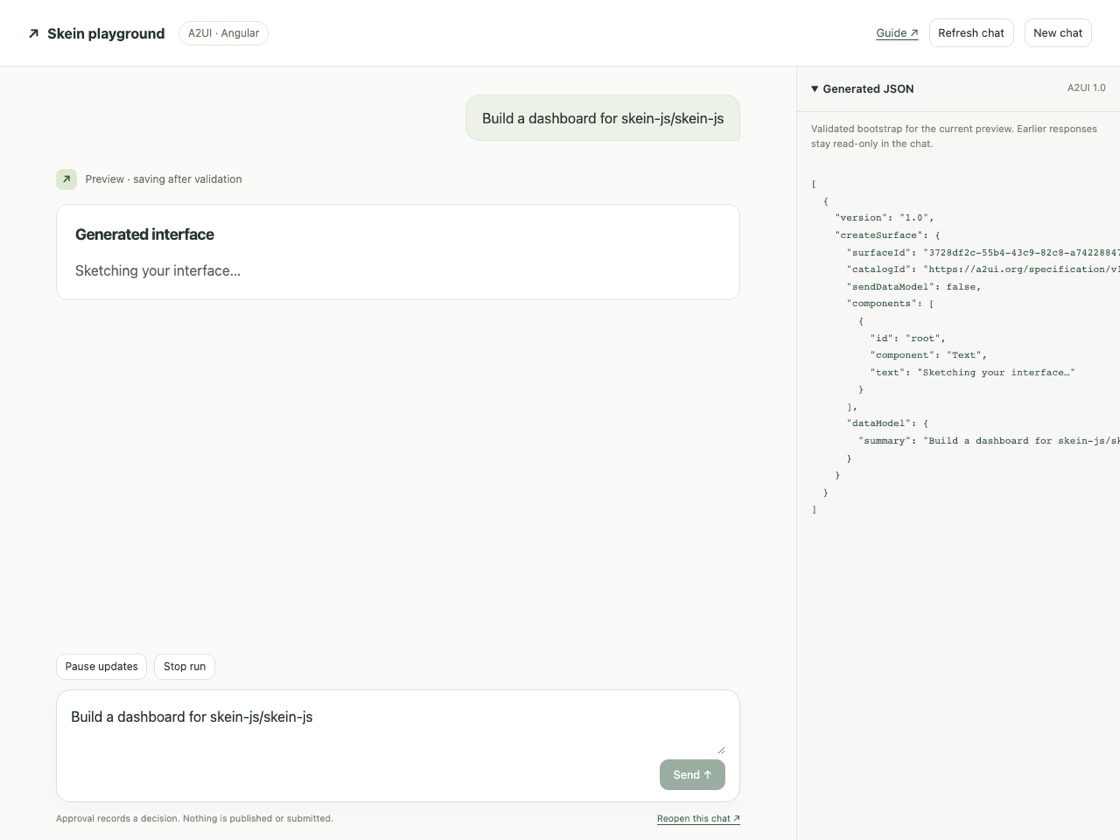 Skein playground
A2UI · Angular
Guide ↗
Refresh chat
New chat
Build a dashboard for skein-js/skein-js
Preview · saving after validation
Generated interface
Sketching your interface...
Pause updates
Stop run
Build a dashboard for skein-js/skein-js
Send ↑
Approval records a decision. Nothing is published or submitted.
Reopen this chat ↗
▼ Generated JSON
A2UI 1.0
Validated bootstrap for the current preview. Earlier responses
stay read-only in the chat.
[
{
"version": "1.0",
"createSurface": {
"surfaceId": "3728df2c-55b4-43c9-82c8-a74228847
"catalogId": "https://a2ui.org/specification/v1
"sendDataModel": false,
"components": [
{
"id": "root",
"component": "Text",
"text": "Sketching your interface…"
}
],
"dataModel": {
"summary": "Build a dashboard for skein-js/sk
}
}
}
]